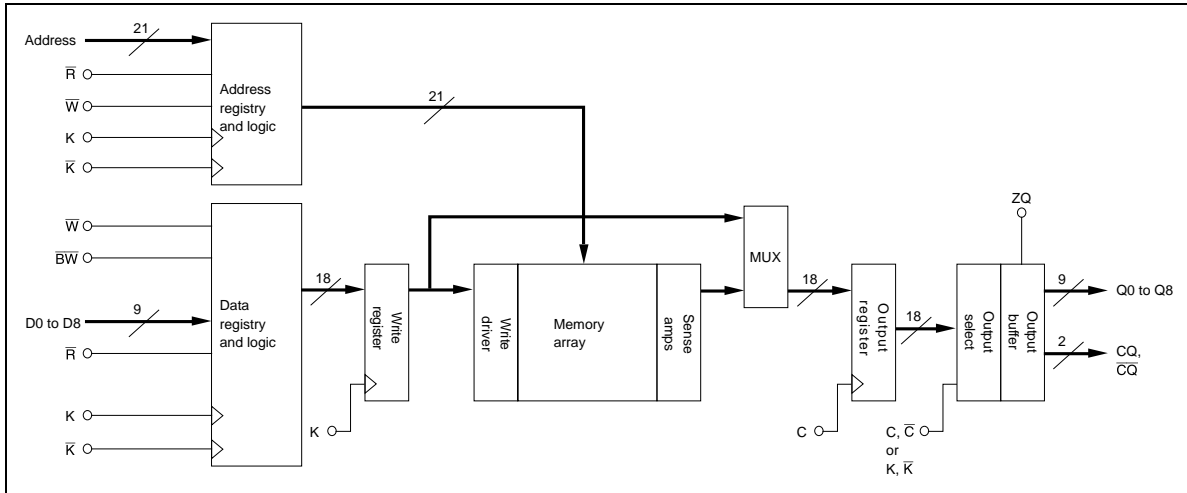 Address
21
R̅
W̅
K
K̅
Address
registry
and logic
21
W̅
B̅W̅
D0 to D8
9
R̅
K
K̅
Data
registry
and logic
18
Write
register
K
Write
driver
Memory
array
Sense
amps
MUX
18
Output
register
C
18
ZQ
Output
select
Output
buffer
C, C̅
or
K, K̅
9
Q0 to Q8
2
CQ,
C̅Q̅